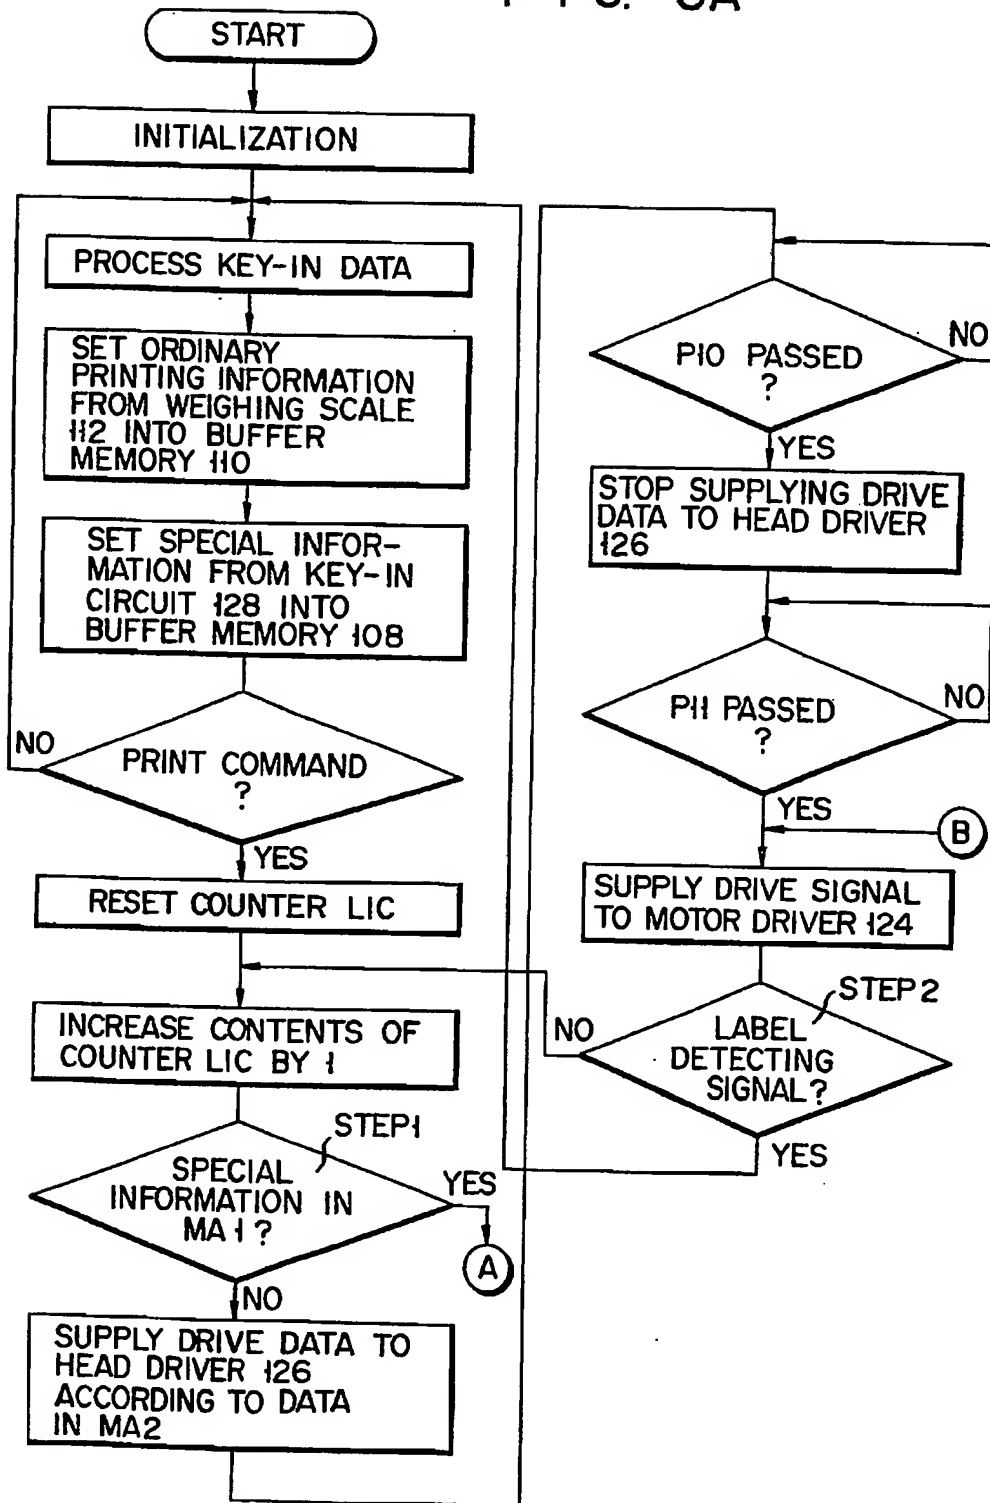 START
INITIALIZATION
PROCESS KEY-IN DATA
SET ORDINARY
PRINTING INFORMATION
FROM WEIGHING SCALE
112 INTO BUFFER
MEMORY 110
SET SPECIAL INFOR-
MATION FROM KEY-IN
CIRCUIT 128 INTO
BUFFER MEMORY 108
NO
PRINT COMMAND
?
YES
RESET COUNTER LIC
INCREASE CONTENTS OF
COUNTER LIC BY 1
STEP1
SPECIAL
INFORMATION IN
MA1?
YES
A
NO
SUPPLY DRIVE DATA TO
HEAD DRIVER 126
ACCORDING TO DATA
IN MA2
P10 PASSED
?
NO
YES
STOP SUPPLYING DRIVE
DATA TO HEAD DRIVER
126
P11 PASSED
?
NO
YES
B
SUPPLY DRIVE SIGNAL
TO MOTOR DRIVER 124
STEP2
NO
LABEL
DETECTING
SIGNAL?
YES